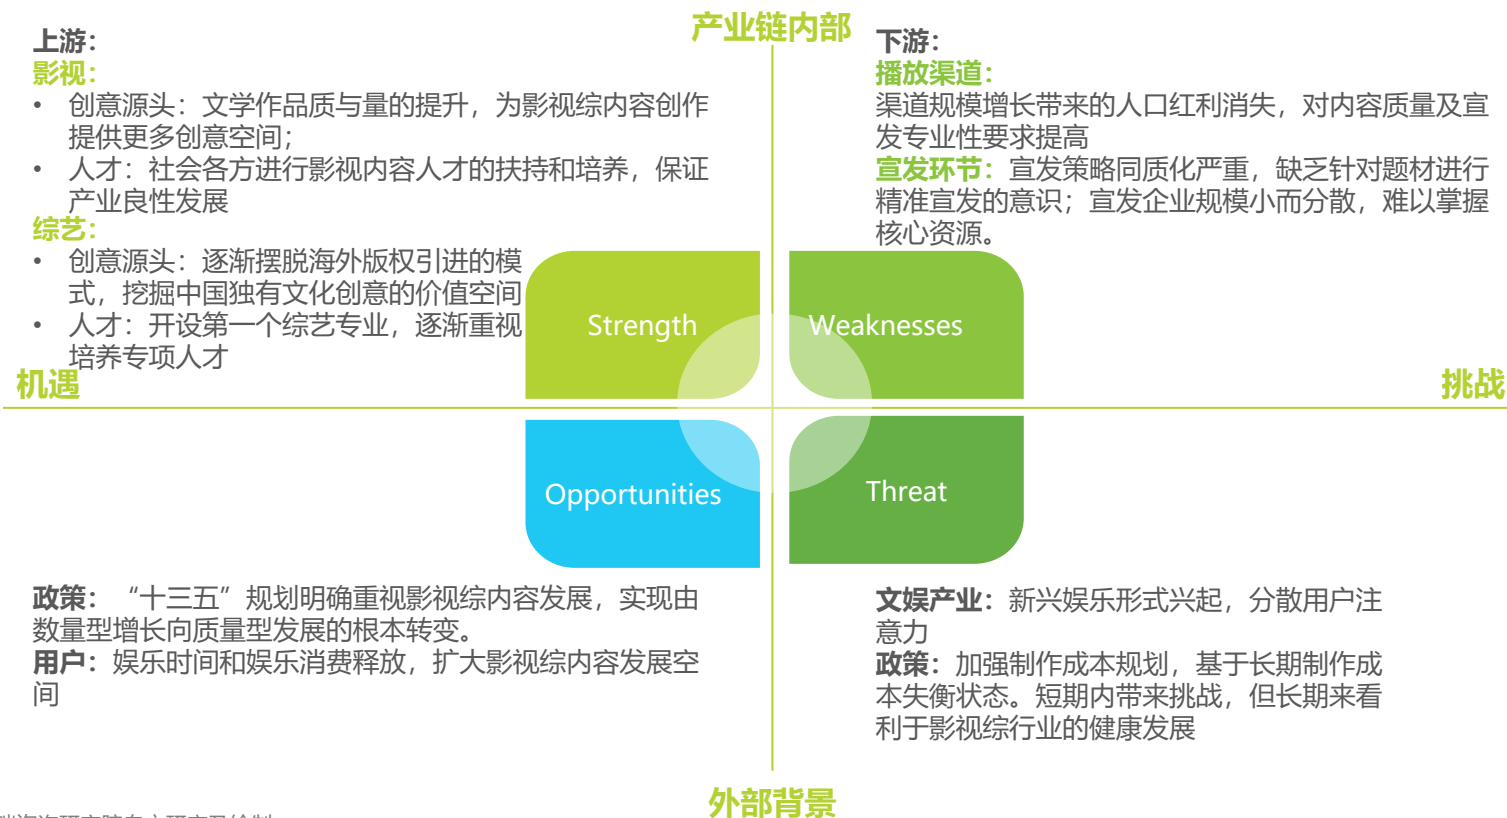 产业链内部
上游：
影视：
• 创意源头：文学作品质与量的提升，为影视综内容创作
提供更多创意空间；
• 人才：社会各方进行影视内容人才的扶持和培养，保证
产业良性发展
综艺：
• 创意源头：逐渐摆脱海外版权引进的模
式，挖掘中国独有文化创意的价值空间
• 人才：开设第一个综艺专业，逐渐重视
培养专项人才
下游：
播放渠道：
渠道规模增长带来的人口红利消失，对内容质量及宣
发专业性要求提高
宣发环节：宣发策略同质化严重，缺乏针对题材进行
精准宣发的意识；宣发企业规模小而分散，难以掌握
核心资源。
Strength
Weaknesses
机遇
挑战
Opportunities
Threat
政策：“十三五”规划明确重视影视综内容发展，实现由
数量型增长向质量型发展的根本转变。
用户：娱乐时间和娱乐消费释放，扩大影视综内容发展空
间
文娱产业：新兴娱乐形式兴起，分散用户注
意力
政策：加强制作成本规划，基于长期制作成
本失衡状态。短期内带来挑战，但长期来看
利于影视综行业的健康发展
外部背景